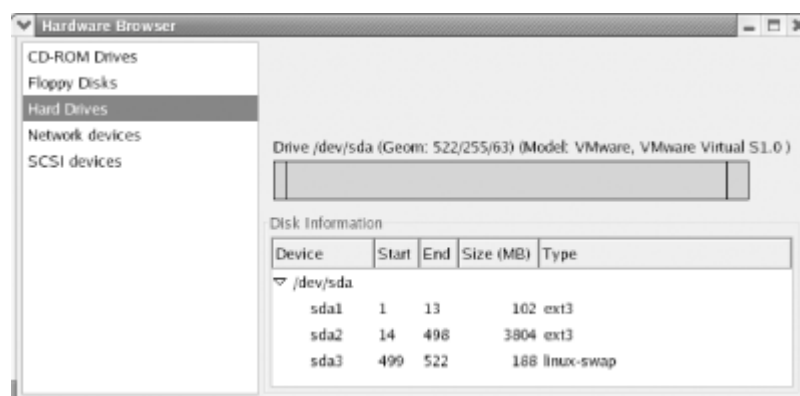 Hardware Browser
CD-ROM Drives
Floppy Disks
Hard Drives
Network devices
SCSI devices
Drive /dev/sda (Geom: 522/255/63) (Model: VMware, VMware Virtual S1.0 )
Disk Information
Device Start End Size (MB) Type
/dev/sda
sda1 1 13 102 ext3
sda2 14 498 3804 ext3
sda3 499 522 188 linux-swap